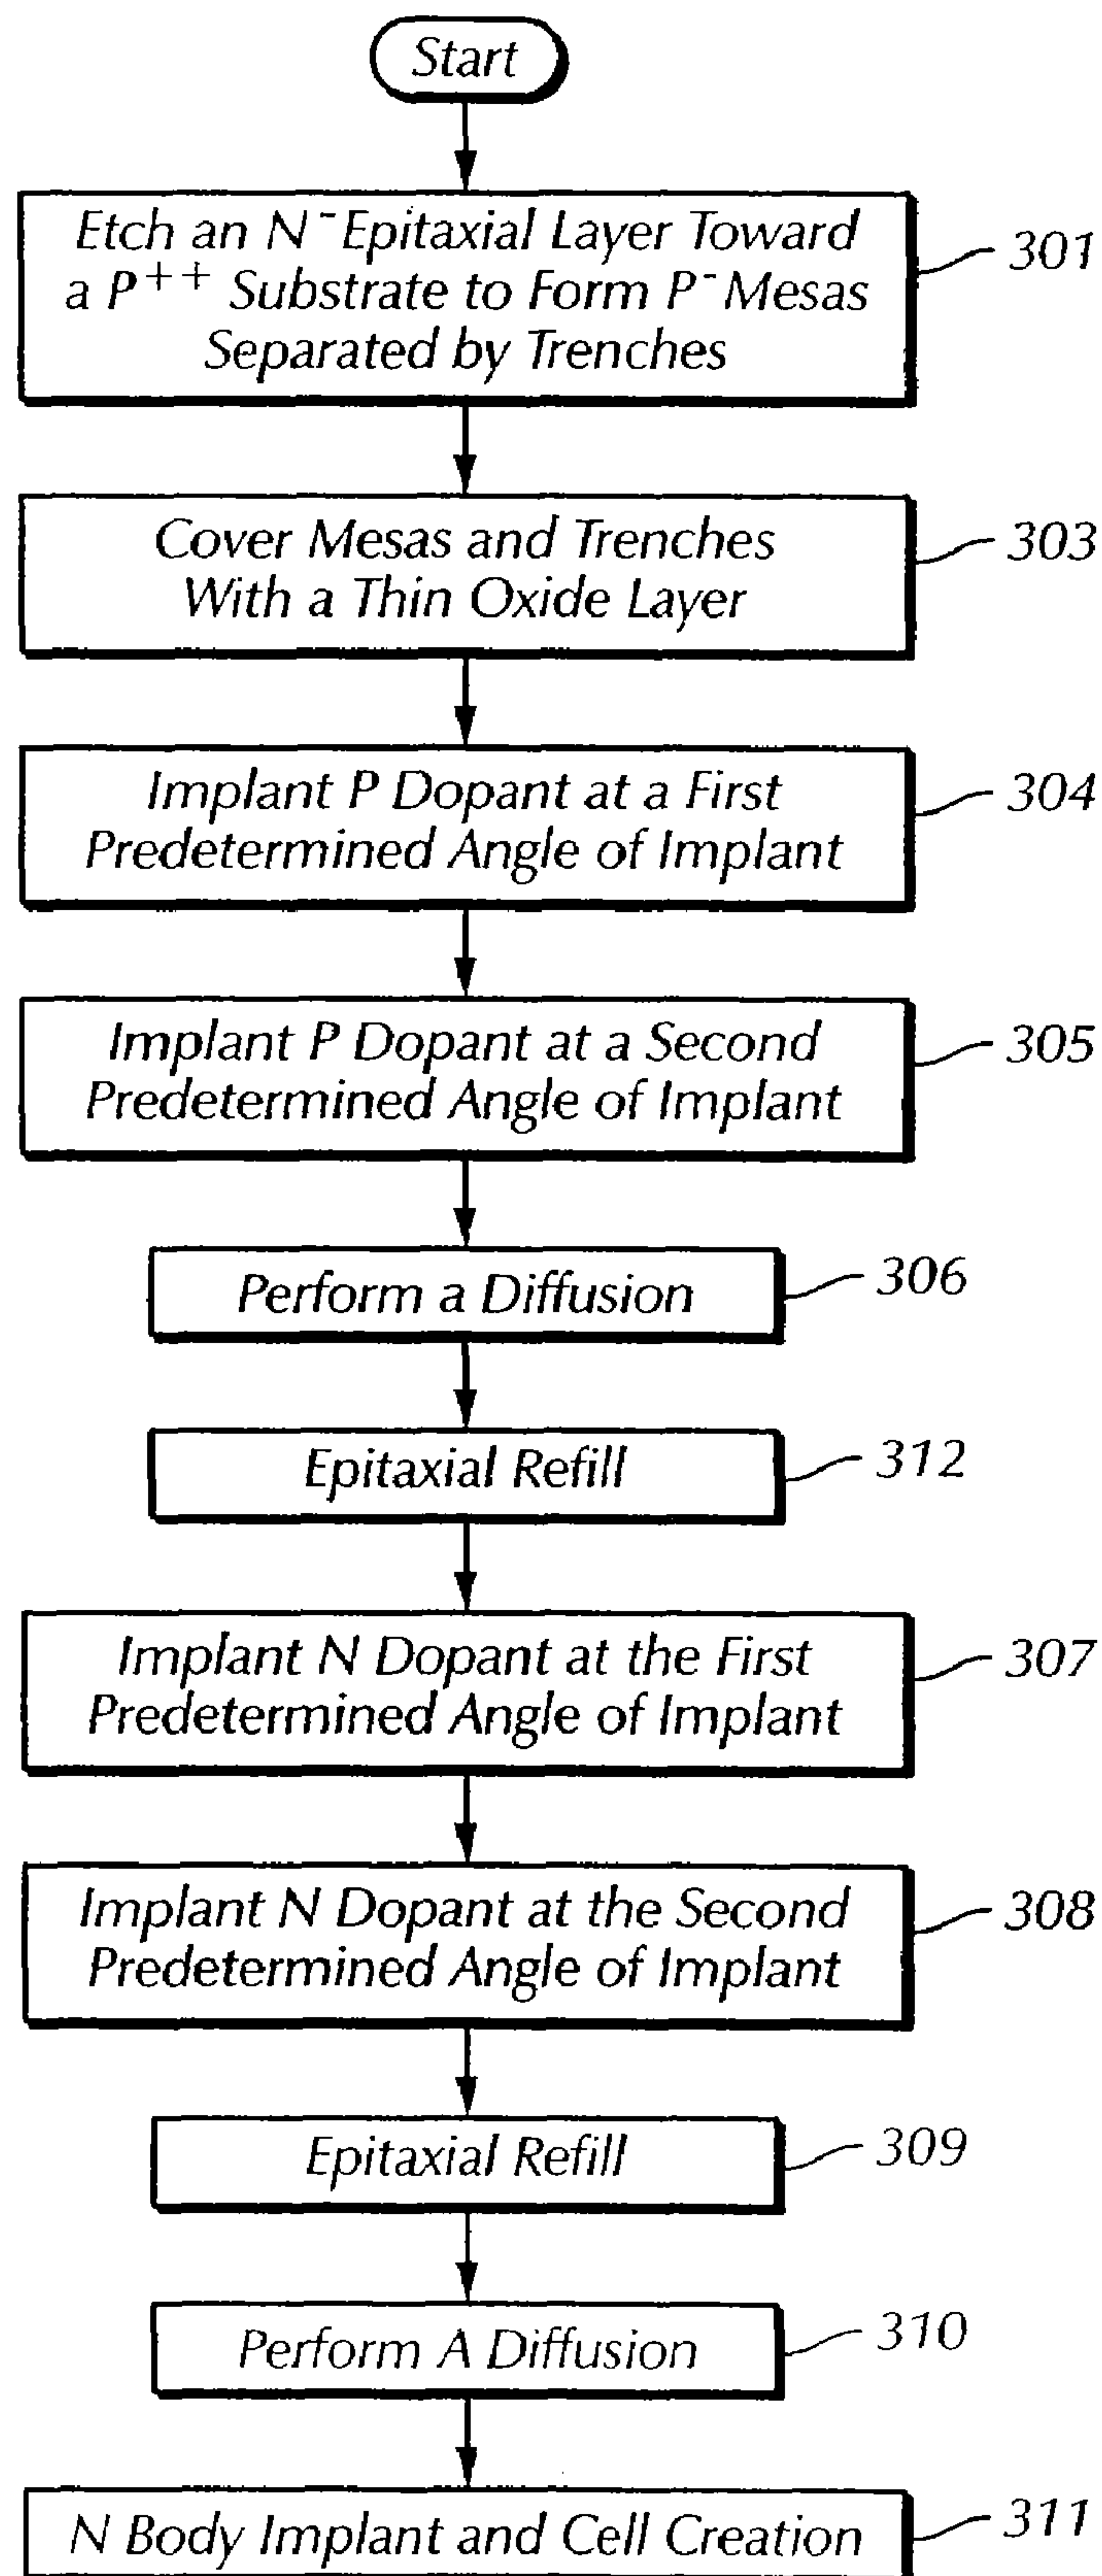 Start
Etch an N⁻ Epitaxial Layer Toward
a P⁺⁺ Substrate to Form P⁻ Mesas
Separated by Trenches
301
Cover Mesas and Trenches
With a Thin Oxide Layer
303
Implant P Dopant at a First
Predetermined Angle of Implant
304
Implant P Dopant at a Second
Predetermined Angle of Implant
305
Perform a Diffusion
306
Epitaxial Refill
312
Implant N Dopant at the First
Predetermined Angle of Implant
307
Implant N Dopant at the Second
Predetermined Angle of Implant
308
Epitaxial Refill
309
Perform A Diffusion
310
N Body Implant and Cell Creation
311